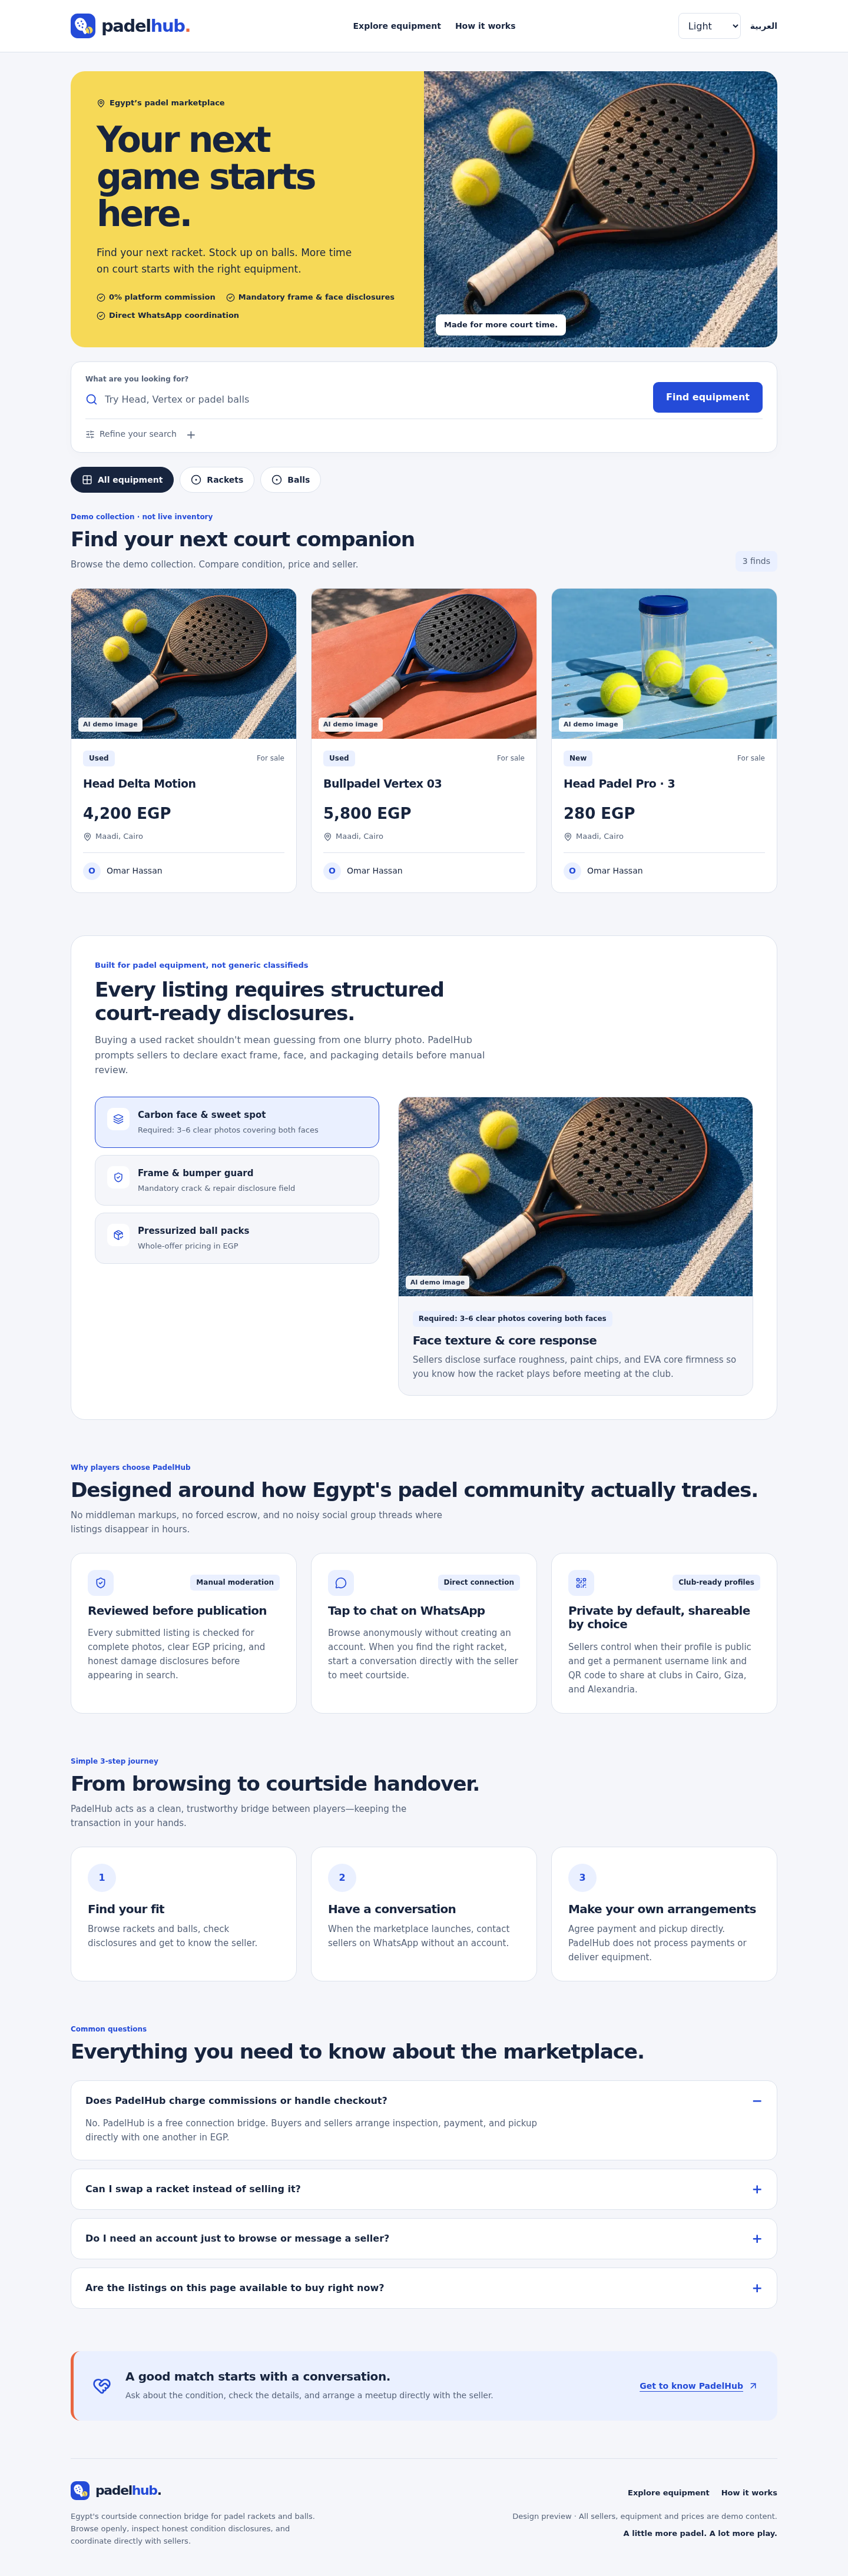 padelhub.
Explore equipment
How it works
Light
العربية
Egypt's padel marketplace
Your next
game starts
here.
Find your next racket. Stock up on balls. More time
on court starts with the right equipment.
0% platform commission
Mandatory frame & face disclosures
Direct WhatsApp coordination
Made for more court time.
What are you looking for?
Try Head, Vertex or padel balls
Find equipment
Refine your search
All equipment
Rackets
Balls
Demo collection · not live inventory
Find your next court companion
Browse the demo collection. Compare condition, price and seller.
3 finds
AI demo image
Used
For sale
Head Delta Motion
4,200 EGP
Maadi, Cairo
O
Omar Hassan
AI demo image
Used
For sale
Bullpadel Vertex 03
5,800 EGP
Maadi, Cairo
O
Omar Hassan
AI demo image
New
For sale
Head Padel Pro · 3
280 EGP
Maadi, Cairo
O
Omar Hassan
Built for padel equipment, not generic classifieds
Every listing requires structured
court-ready disclosures.
Buying a used racket shouldn't mean guessing from one blurry photo. PadelHub
prompts sellers to declare exact frame, face, and packaging details before manual
review.
Carbon face & sweet spot
Required: 3–6 clear photos covering both faces
Frame & bumper guard
Mandatory crack & repair disclosure field
Pressurized ball packs
Whole-offer pricing in EGP
AI demo image
Required: 3–6 clear photos covering both faces
Face texture & core response
Sellers disclose surface roughness, paint chips, and EVA core firmness so
you know how the racket plays before meeting at the club.
Why players choose PadelHub
Designed around how Egypt's padel community actually trades.
No middleman markups, no forced escrow, and no noisy social group threads where
listings disappear in hours.
Manual moderation
Reviewed before publication
Every submitted listing is checked for
complete photos, clear EGP pricing, and
honest damage disclosures before
appearing in search.
Direct connection
Tap to chat on WhatsApp
Browse anonymously without creating an
account. When you find the right racket,
start a conversation directly with the seller
to meet courtside.
Club-ready profiles
Private by default, shareable
by choice
Sellers control when their profile is public
and get a permanent username link and
QR code to share at clubs in Cairo, Giza,
and Alexandria.
Simple 3-step journey
From browsing to courtside handover.
PadelHub acts as a clean, trustworthy bridge between players—keeping the
transaction in your hands.
1
Find your fit
Browse rackets and balls, check
disclosures and get to know the seller.
2
Have a conversation
When the marketplace launches, contact
sellers on WhatsApp without an account.
3
Make your own arrangements
Agree payment and pickup directly.
PadelHub does not process payments or
deliver equipment.
Common questions
Everything you need to know about the marketplace.
Does PadelHub charge commissions or handle checkout?
No. PadelHub is a free connection bridge. Buyers and sellers arrange inspection, payment, and pickup
directly with one another in EGP.
Can I swap a racket instead of selling it?
Do I need an account just to browse or message a seller?
Are the listings on this page available to buy right now?
A good match starts with a conversation.
Ask about the condition, check the details, and arrange a meetup directly with the seller.
Get to know PadelHub
padelhub.
Egypt's courtside connection bridge for padel rackets and balls.
Browse openly, inspect honest condition disclosures, and
coordinate directly with sellers.
Explore equipment
How it works
Design preview · All sellers, equipment and prices are demo content.
A little more padel. A lot more play.